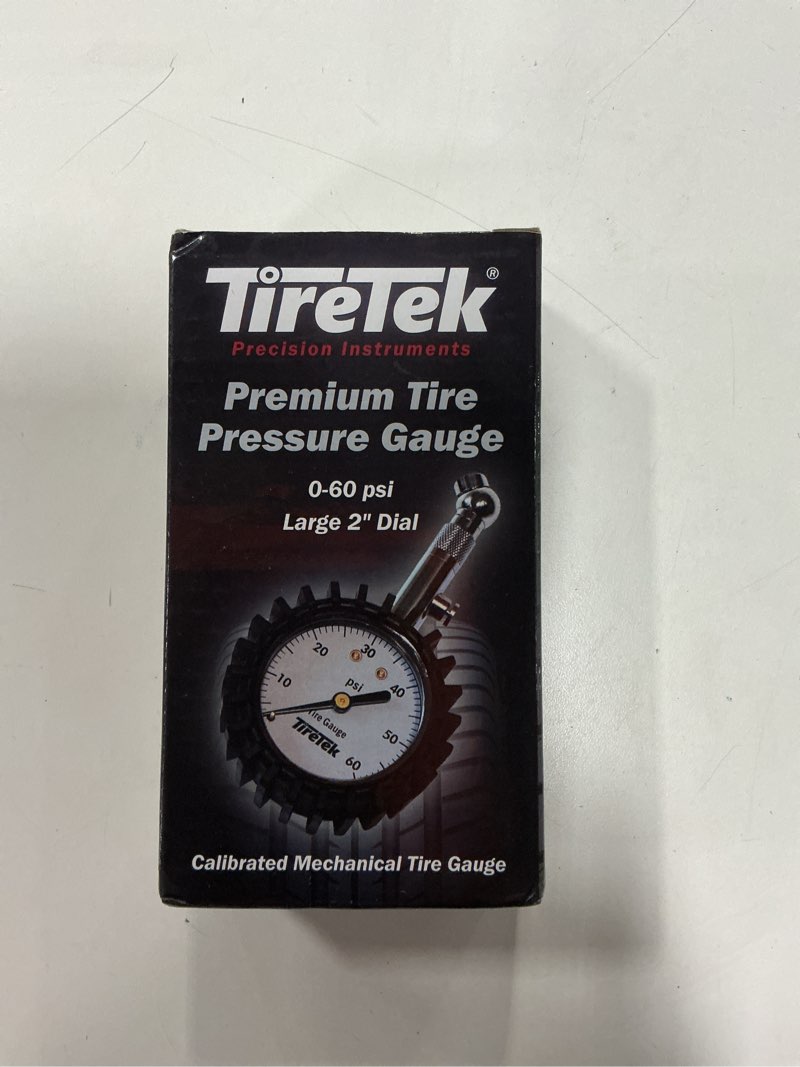 TireTek®
Precision Instruments
Premium Tire
Pressure Gauge
0-60 psi
Large 2" Dial
10
20
30
40
50
60
psi
Tire Gauge
TireTek
Calibrated Mechanical Tire Gauge